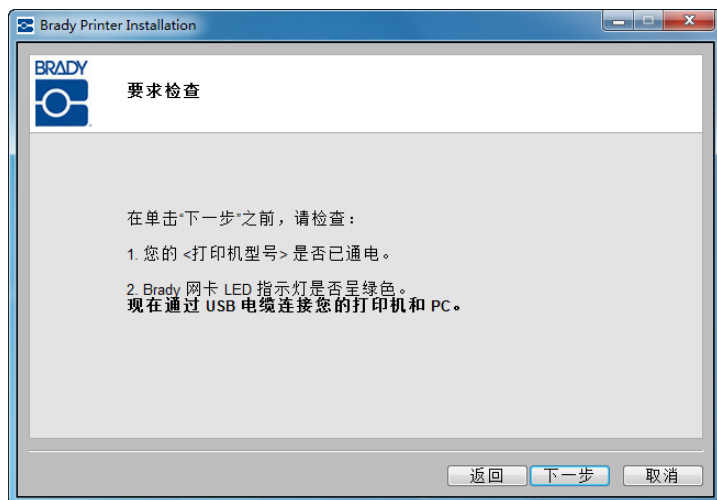 Brady Printer Installation
BRADY
要求检查
在单击“下一步”之前，请检查：
1. 您的 <打印机型号> 是否已通电。
2. Brady 网卡 LED 指示灯是否呈绿色。
现在通过 USB 电缆连接您的打印机和 PC。
返回 下一步 取消